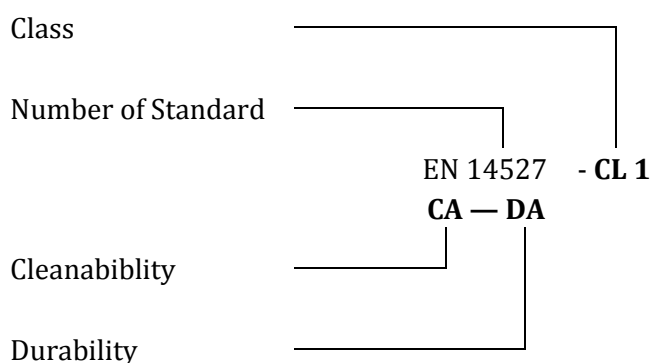 Class
Number of Standard
EN 14527 - CL 1
CA — DA
Cleanabiblity
Durability